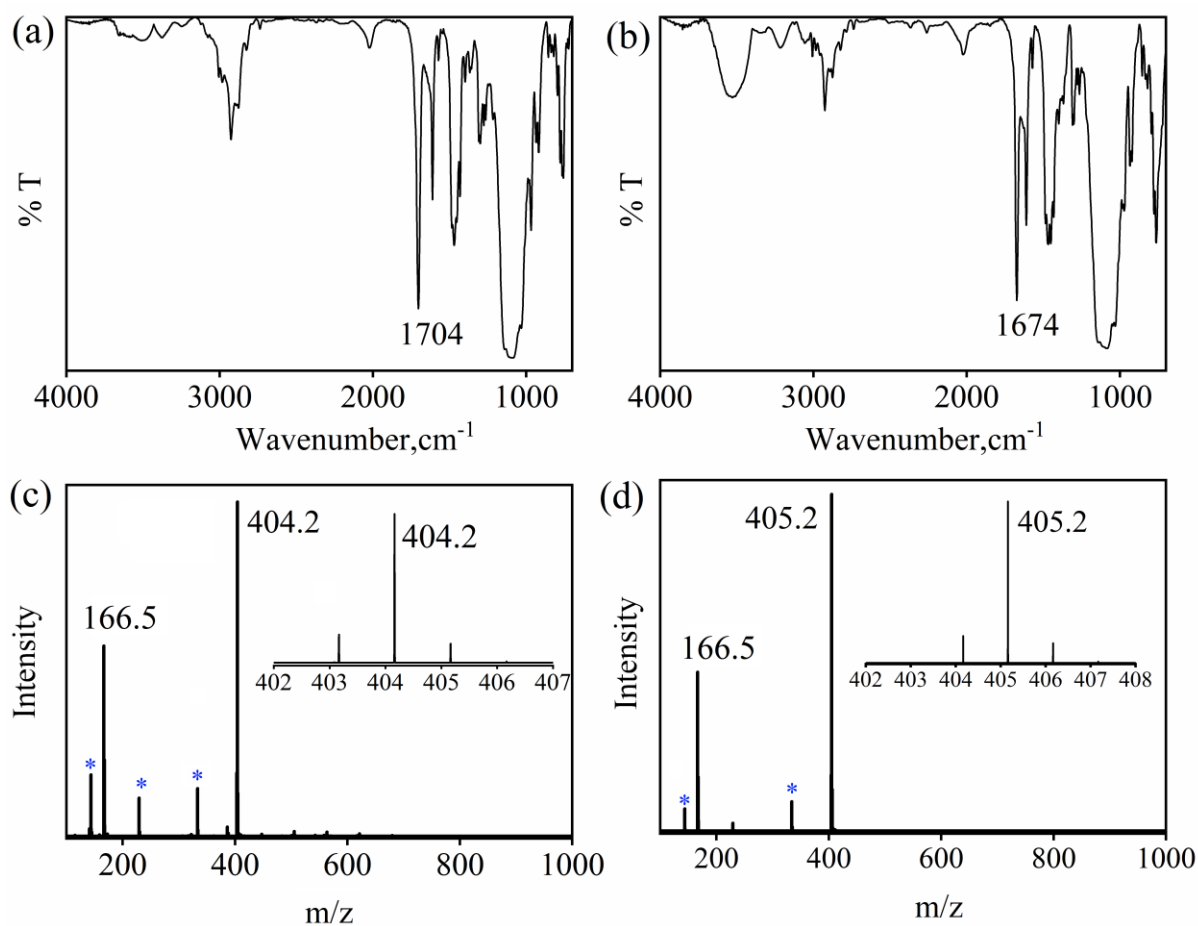 (a)
% T
1704
4000 3000 2000 1000
Wavenumber,cm-1
(b)
% T
1674
4000 3000 2000 1000
Wavenumber,cm-1
(c)
Intensity
404.2
404.2
166.5
* * *
402 403 404 405 406 407
200 400 600 800 1000
m/z
(d)
Intensity
405.2
405.2
166.5
* *
402 403 404 405 406 407 408
200 400 600 800 1000
m/z